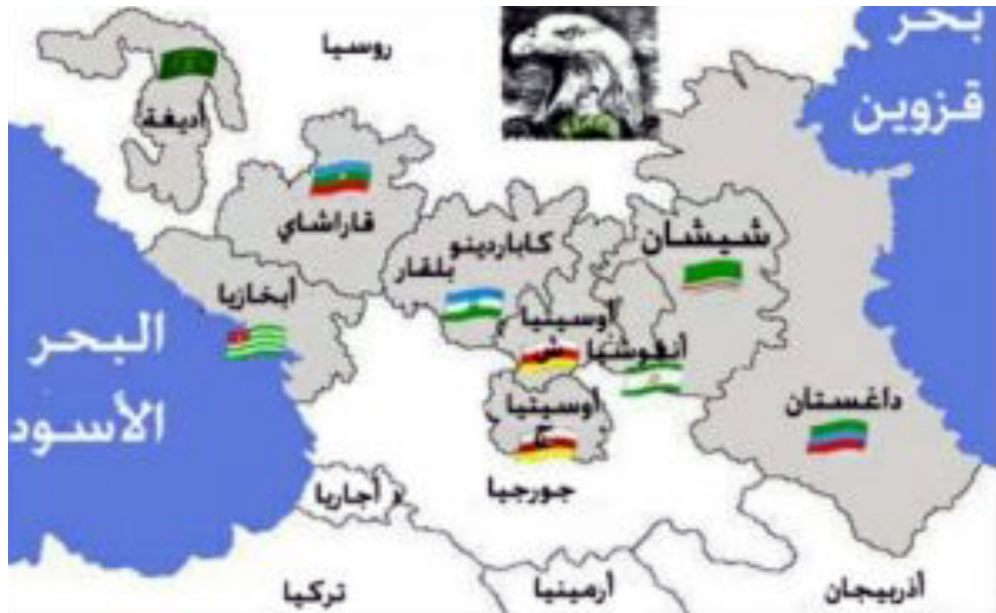 بحر
قزوين
روسيا
أديغة
قاراشاي
كاباردينو
بلقار
شيشان
أبخازيا
أوسيتيا
ش
أنغوشيا
البحر
الأسود
أوسيتيا
ج
داغستان
جورجيا
أجاريا
تركيا
أرمينيا
أذربيجان